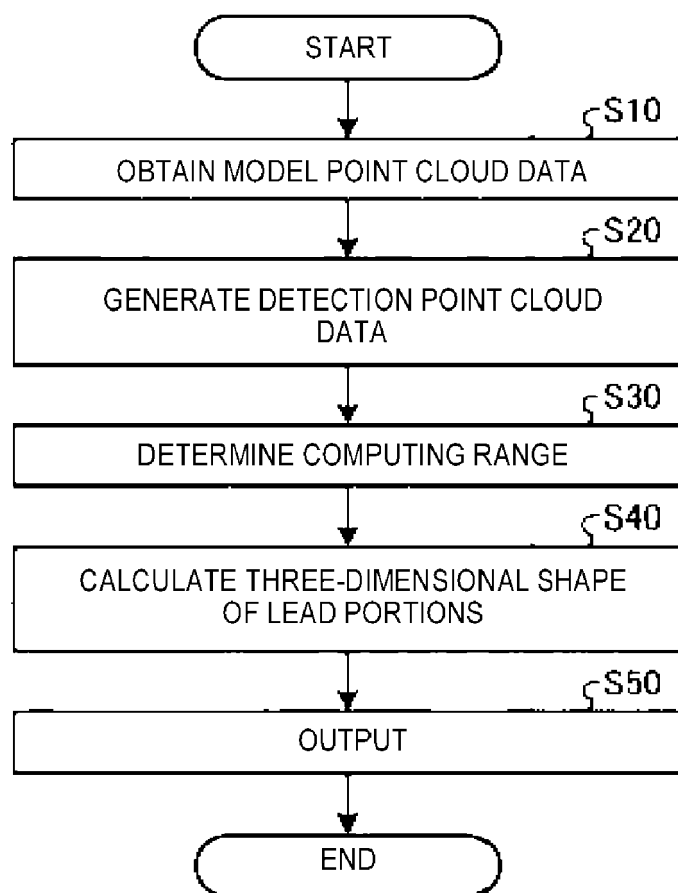 START
S10
OBTAIN MODEL POINT CLOUD DATA
S20
GENERATE DETECTION POINT CLOUD
DATA
S30
DETERMINE COMPUTING RANGE
S40
CALCULATE THREE-DIMENSIONAL SHAPE
OF LEAD PORTIONS
S50
OUTPUT
END